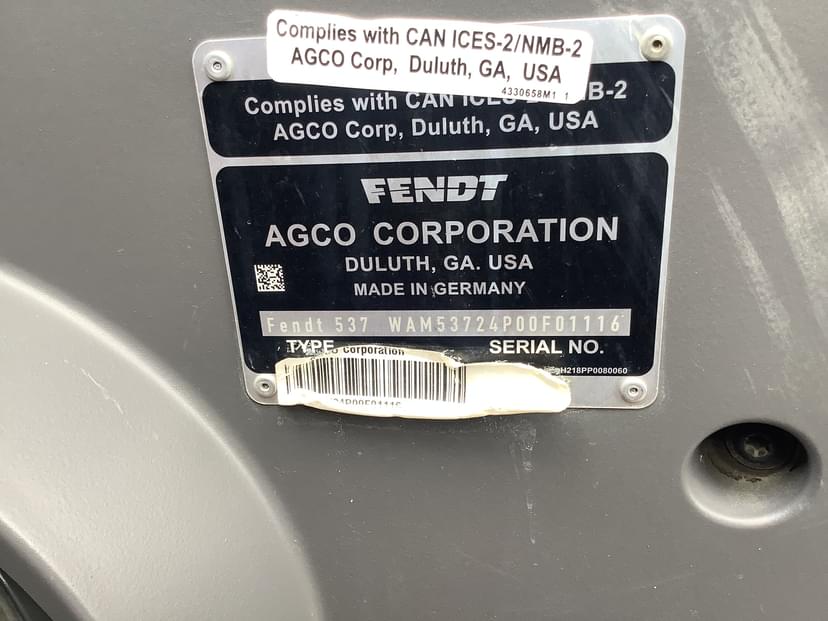 Complies with CAN ICES-2/NMB-2
AGCO Corp, Duluth, GA, USA
4330658M1 1
Complies with CAN B-2
AGCO Corp, Duluth, GA, USA
FENDT
AGCO CORPORATION
DULUTH, GA. USA
MADE IN GERMANY
Fendt 537 WAM53724P00F01116
TYPE SERIAL NO.
Corporation
H218PP0080060
24P00F01116